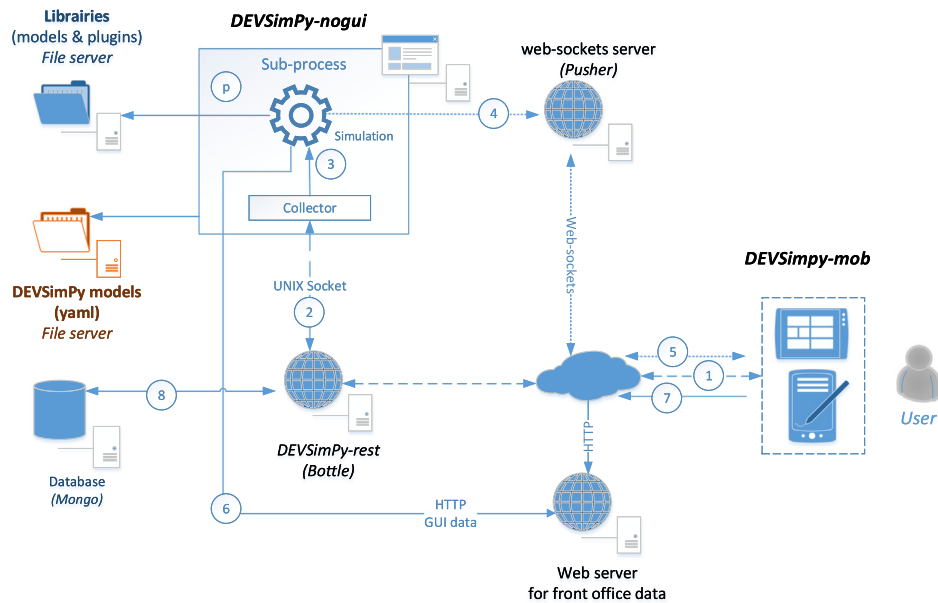 Librairies
(models & plugins)
File server
DEVSimPy-nogui
Sub-process
p
Simulation
3
Collector
4
web-sockets server
(Pusher)
Web-sockets
DEVSimPy models
(yaml)
File server
UNIX Socket
2
DEVSimpy-mob
5
1
7
User
8
Database
(Mongo)
DEVSimPy-rest
(Bottle)
HTTP
6
HTTP
GUI data
Web server
for front office data